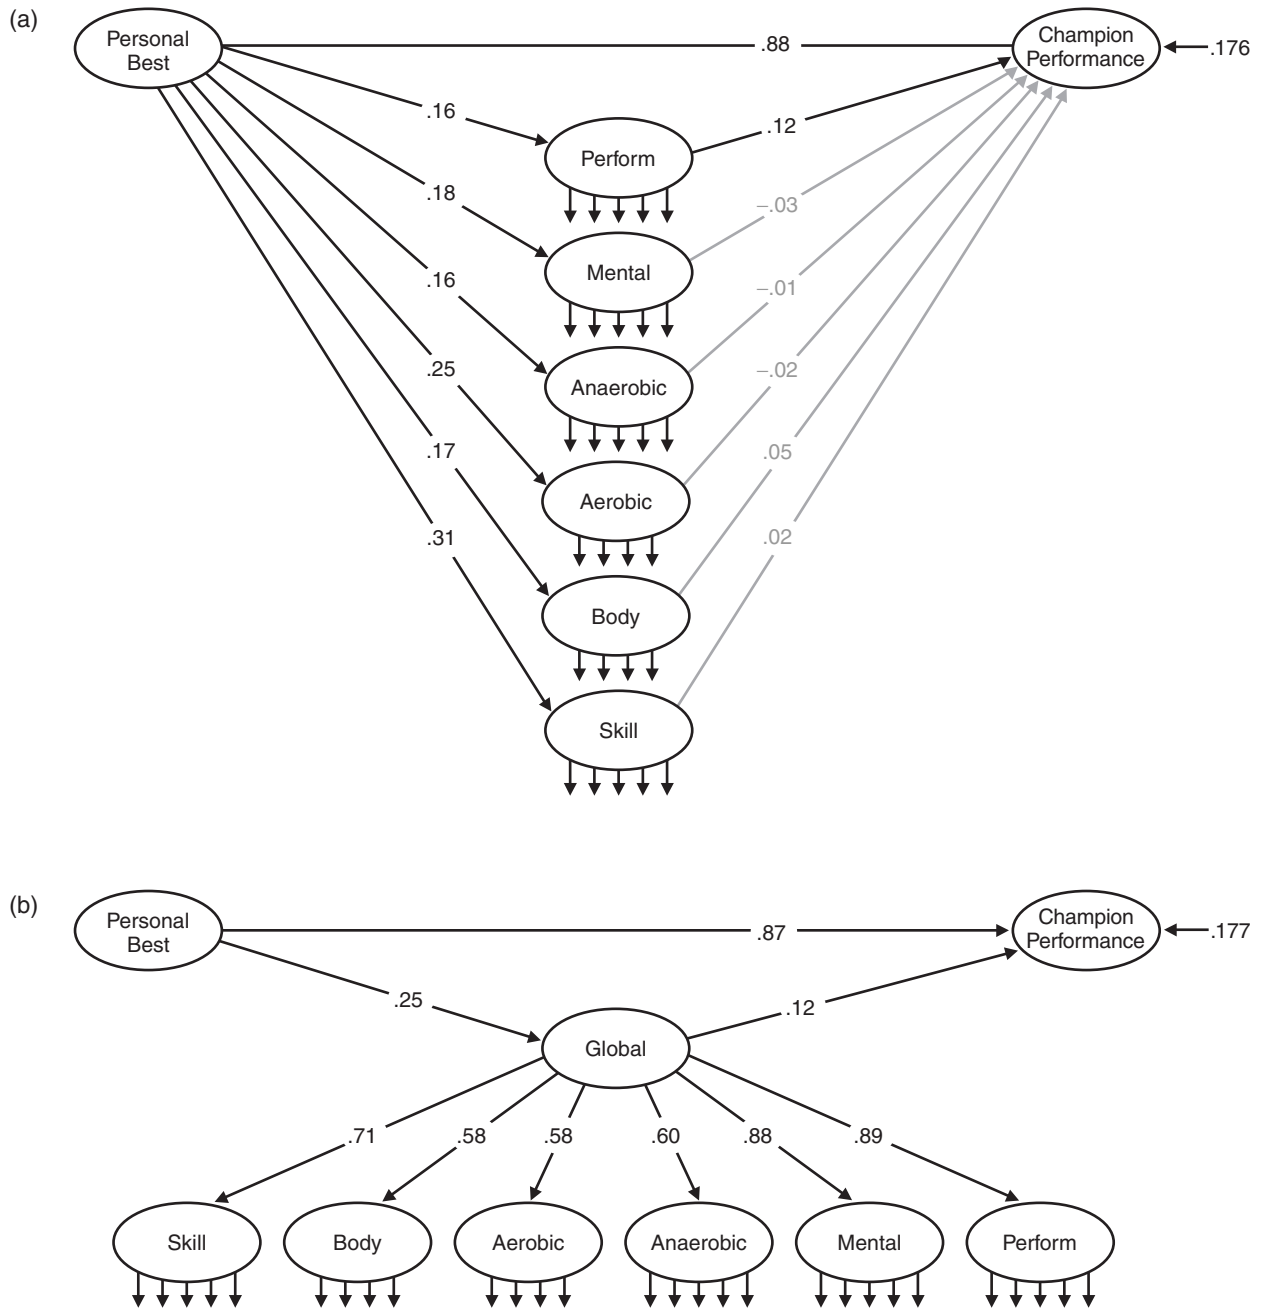 (a)
Personal
Best
.88
Champion
Performance
.176
.16
.12
Perform
.18
–.03
Mental
.16
–.01
Anaerobic
.25
–.02
Aerobic
.17
.05
Body
.31
.02
Skill
(b)
Personal
Best
.87
Champion
Performance
.177
.25
.12
Global
.71
.58
.58
.60
.88
.89
Skill
Body
Aerobic
Anaerobic
Mental
Perform